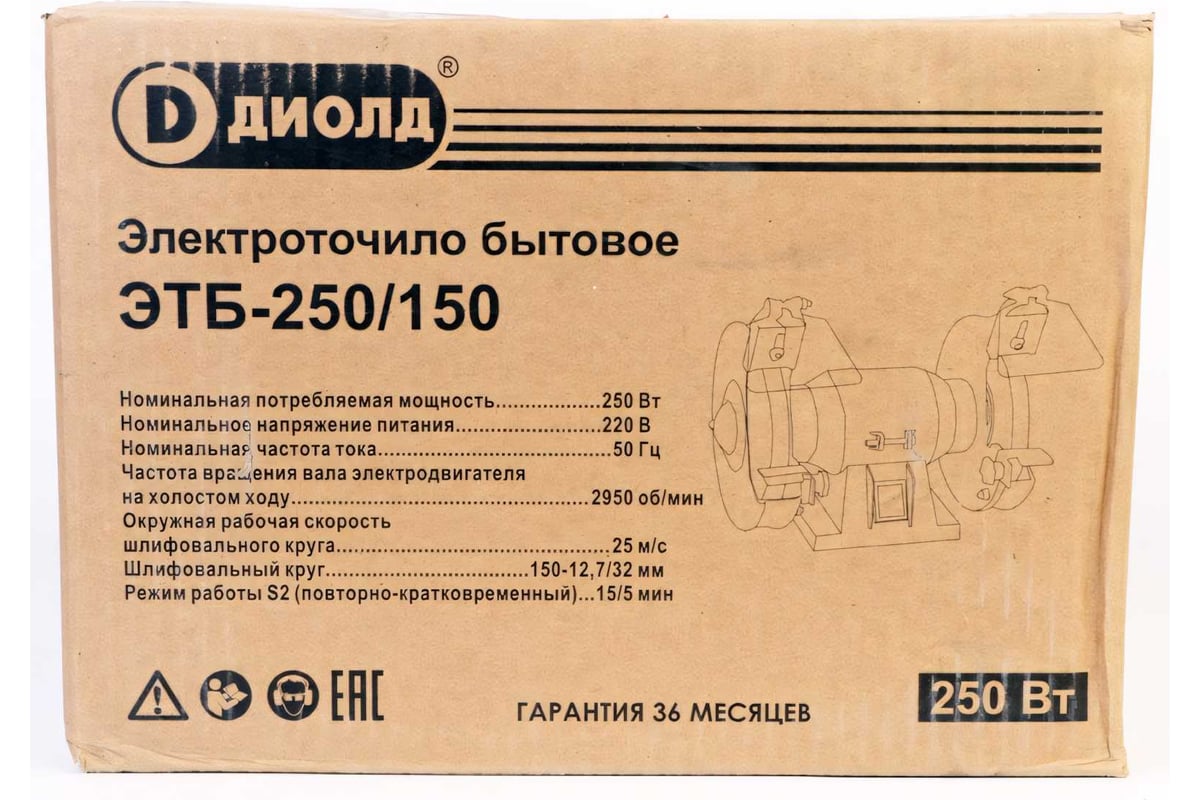 D ДИОЛД ®
Электроточило бытовое
ЭТБ-250/150
Номинальная потребляемая мощность..................250 Вт
Номинальное напряжение питания.........................220 В
Номинальная частота тока........................................50 Гц
Частота вращения вала электродвигателя
на холостом ходу...................................................2950 об/мин
Окружная рабочая скорость
шлифовального круга...............................................25 м/с
Шлифовальный круг...................................150-12,7/32 мм
Режим работы S2 (повторно-кратковременный)...15/5 мин
EAC
ГАРАНТИЯ 36 МЕСЯЦЕВ
250 Вт